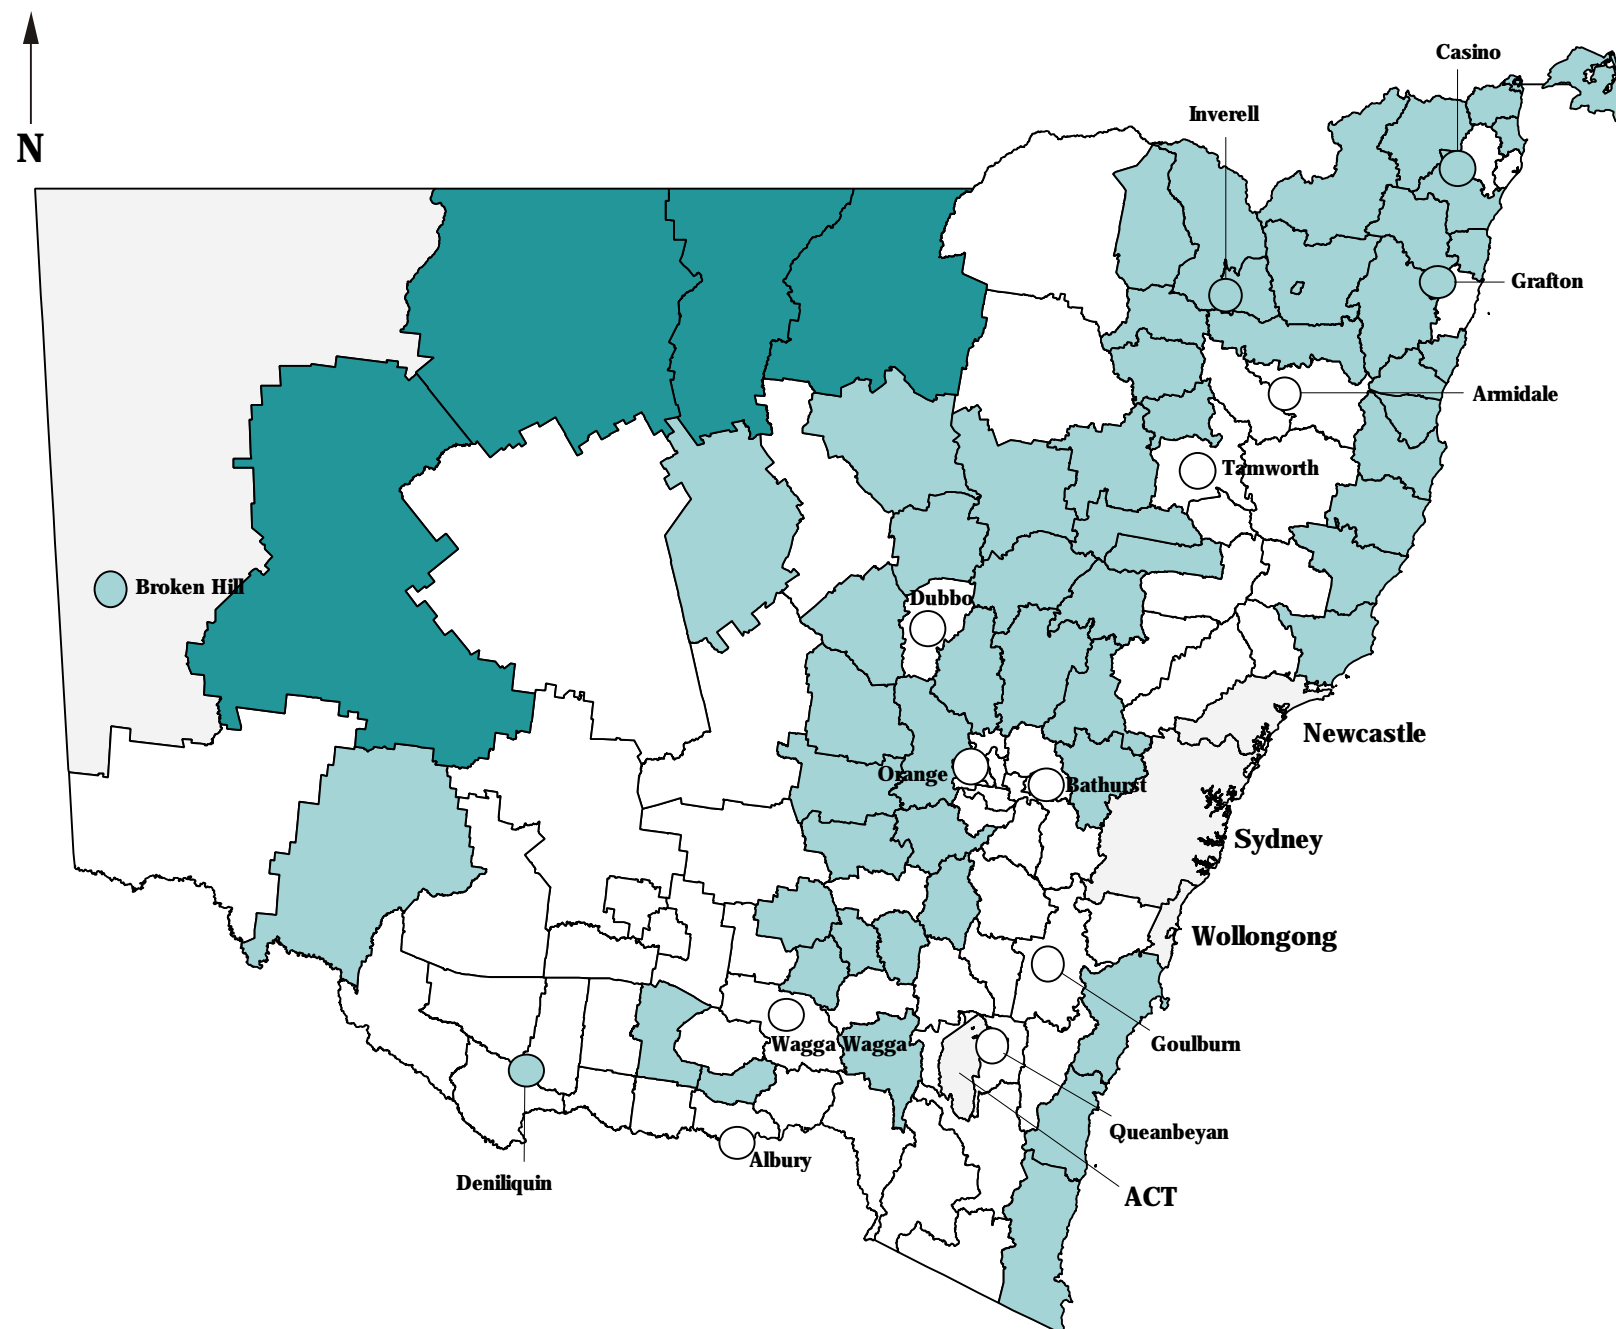 Casino
Inverell
N
Grafton
Armidale
Tamworth
Broken Hill
Dubbo
Newcastle
Orange
Bathurst
Sydney
Wollongong
Wagga Wagga
Goulburn
Queanbeyan
Albury
Deniliquin
ACT